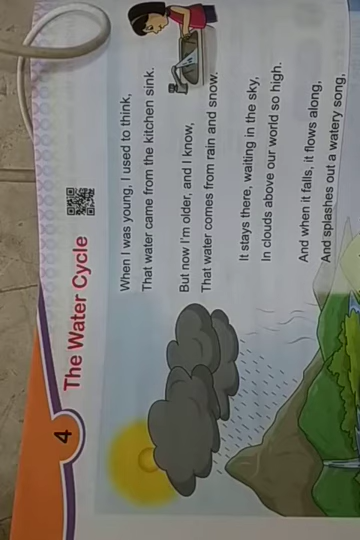 4
The Water Cycle
When I was young, I used to think,
That water came from the kitchen sink.
But now I'm older, and I know,
That water comes from rain and snow.
It stays there, waiting in the sky,
In clouds above our world so high.
And when it falls, it flows along,
And splashes out a watery song,